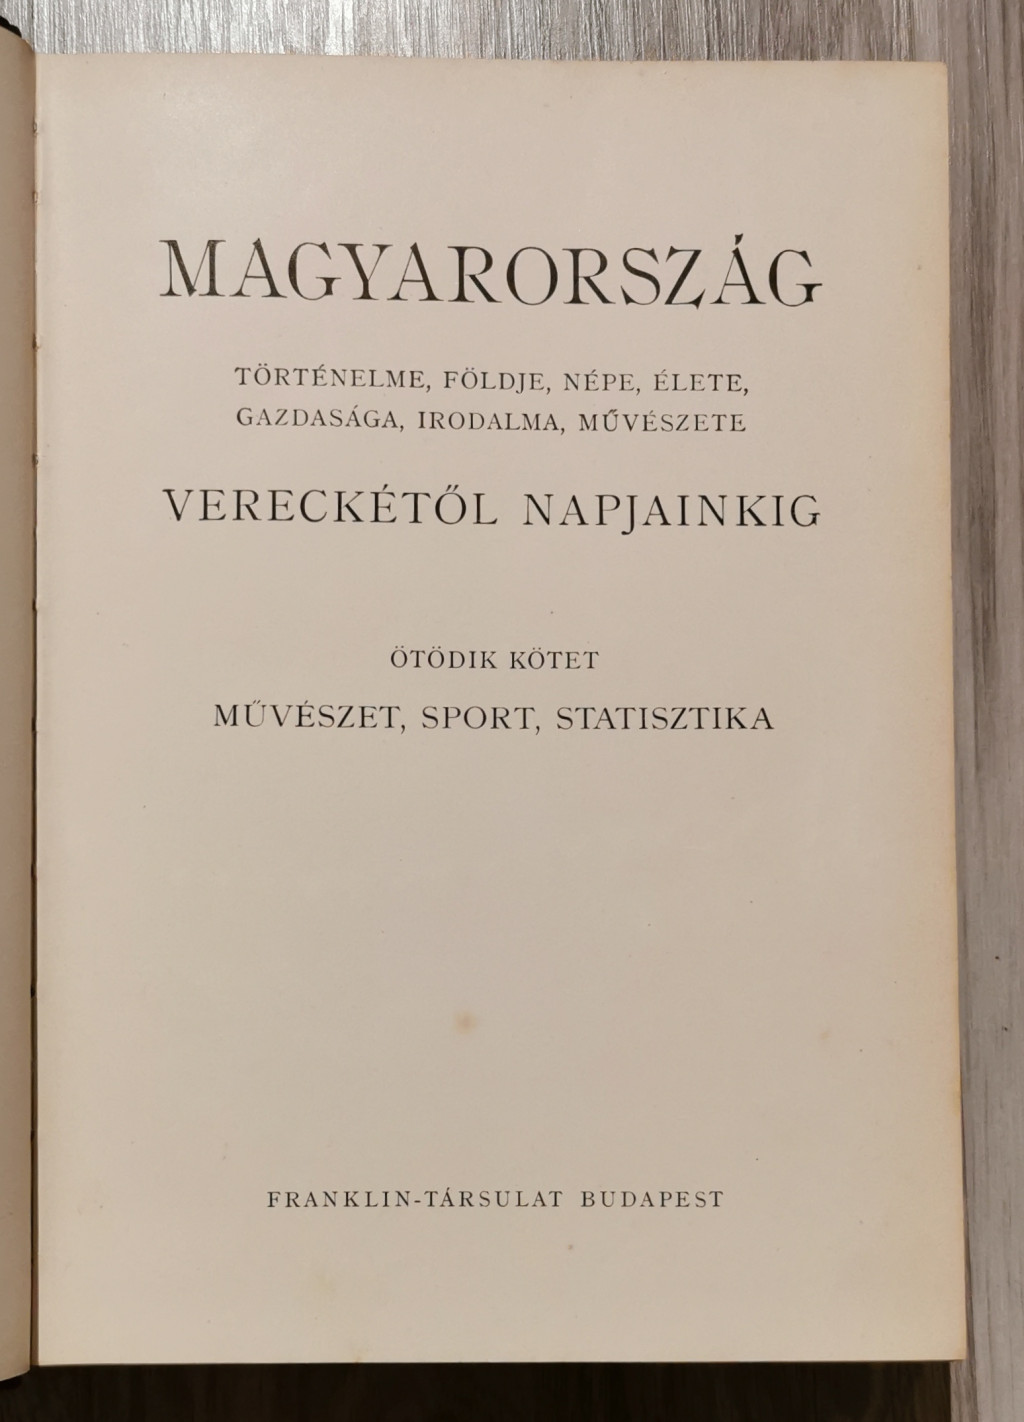 MAGYARORSZÁG
TÖRTÉNELME, FÖLDJE, NÉPE, ÉLETE,
GAZDASÁGA, IRODALMA, MŰVÉSZETE
VERECKÉTŐL NAPJAINKIG
ÖTÖDIK KÖTET
MŰVÉSZET, SPORT, STATISZTIKA
FRANKLIN-TÁRSULAT BUDAPEST